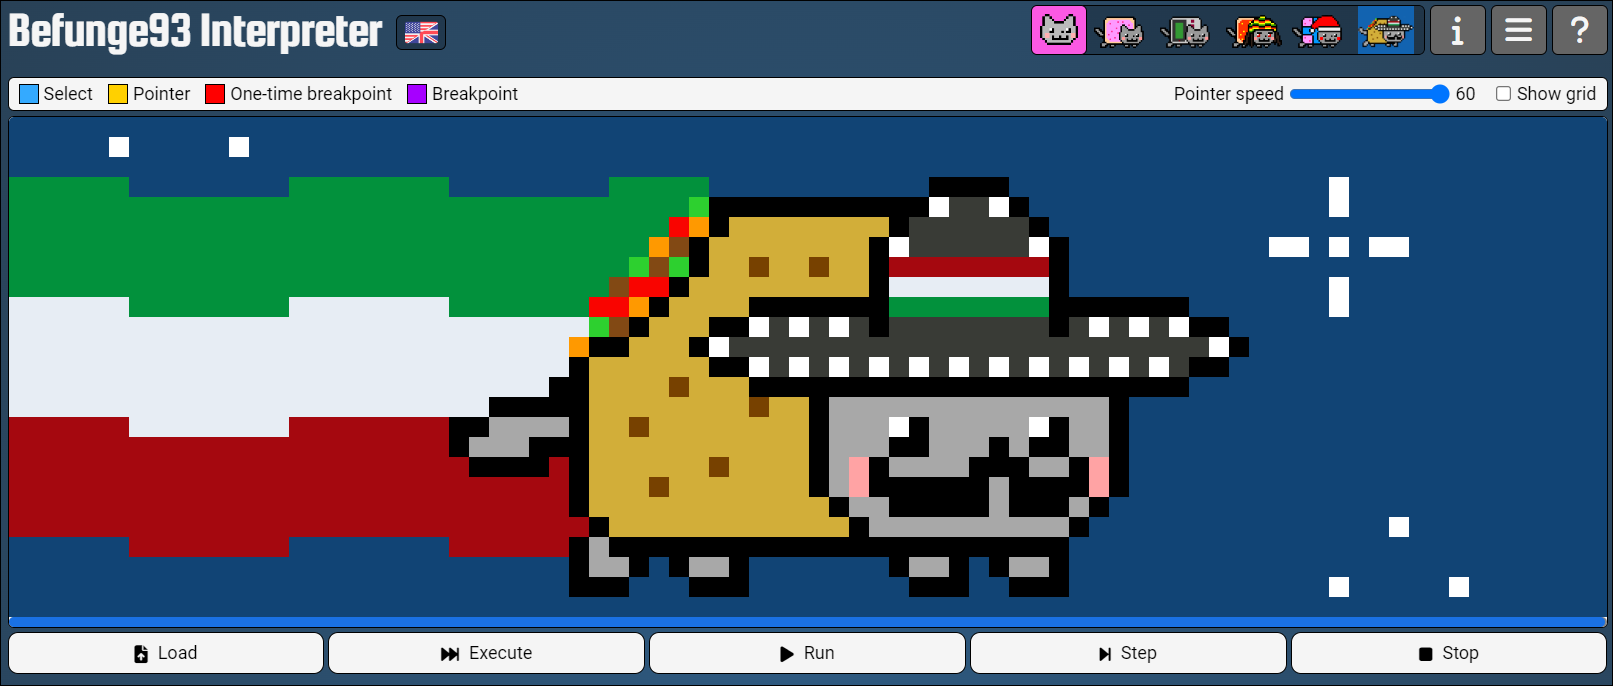 Befunge93 Interpreter
Select Pointer One-time breakpoint Breakpoint Pointer speed 60 Show grid
Load Execute Run Step Stop